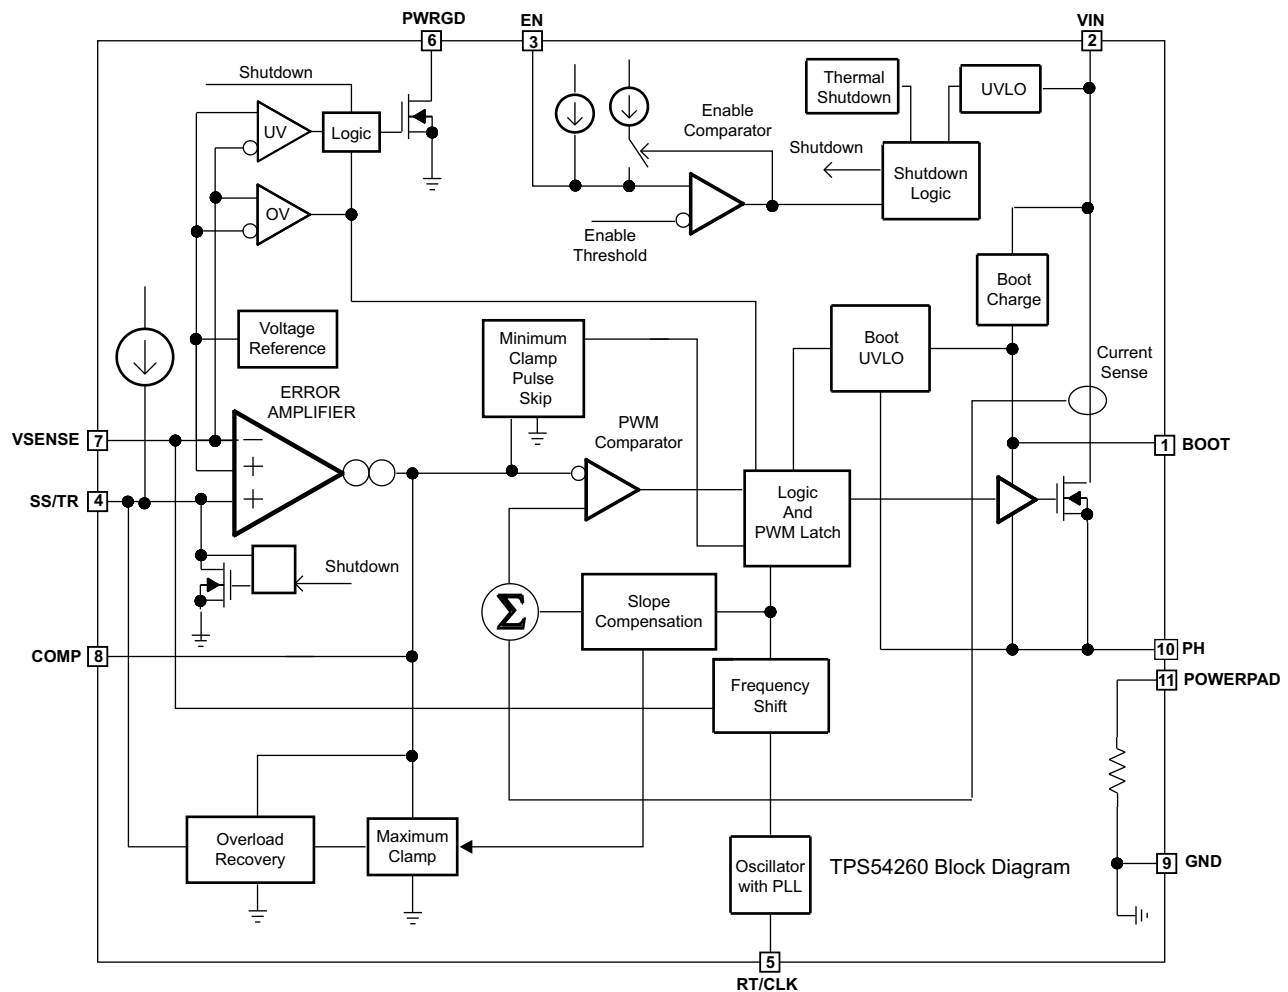 PWRGD
EN
VIN
6
3
2
Shutdown
Thermal
Shutdown
UVLO
Enable
Comparator
UV
Logic
Shutdown
Shutdown
Logic
OV
Enable
Threshold
Boot
Charge
Voltage
Reference
Minimum
Clamp
Pulse
Skip
Boot
UVLO
Current
Sense
ERROR
AMPLIFIER
PWM
Comparator
VSENSE
7
1
BOOT
SS/TR
4
Logic
And
PWM Latch
Shutdown
Σ
Slope
Compensation
COMP
8
10
PH
11
POWERPAD
Frequency
Shift
Overload
Recovery
Maximum
Clamp
Oscillator
with PLL
TPS54260 Block Diagram
9
GND
5
RT/CLK